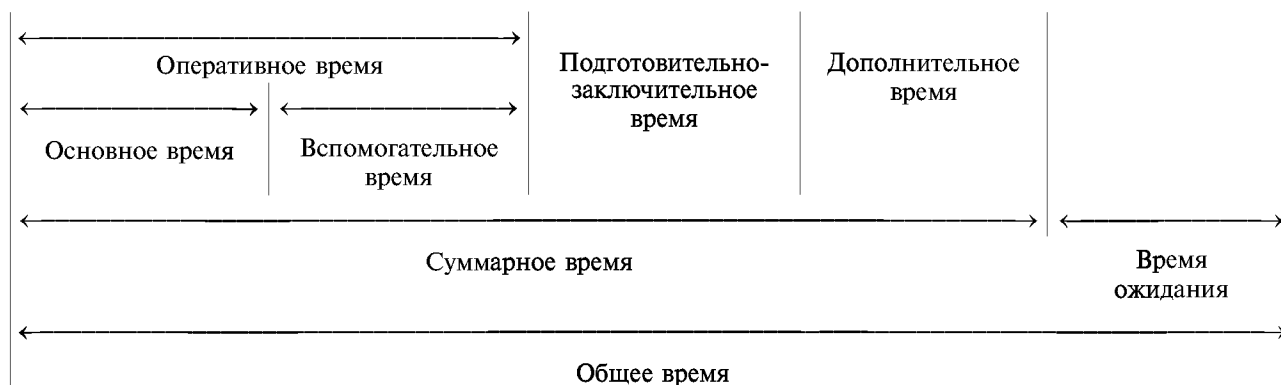 Оперативное время
Подготовительно-
заключительное
время
Дополнительное
время
Основное время
Вспомогательное
время
Суммарное время
Время
ожидания
Общее время